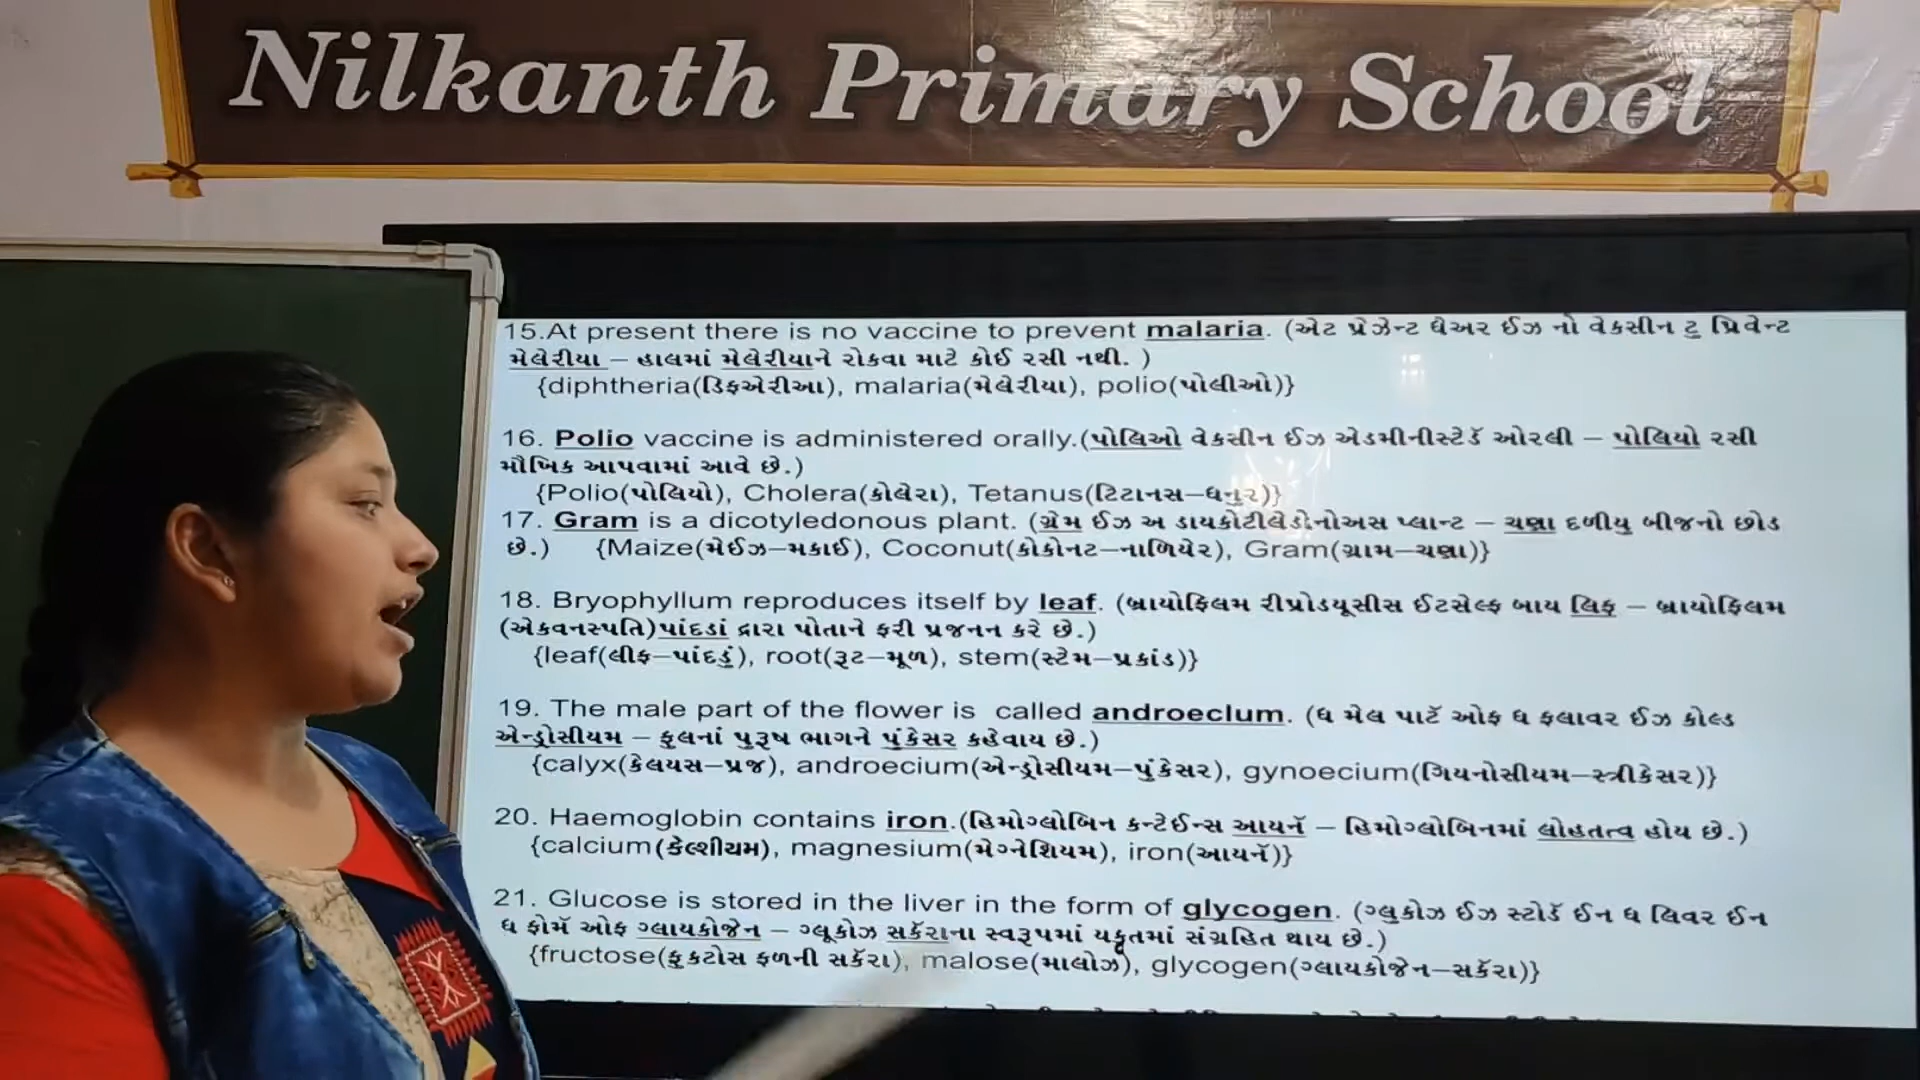 Nilkanth Primary School
15.At present there is no vaccine to prevent malaria. (એટ પ્રેઝેન્ટ ધેઅર ઈઝ નો વેકસીન ટુ પ્રિવેન્ટ
મેલેરીયા – હાલમાં મેલેરીયાને રોકવા માટે કોઈ રસી નથી. )
{diphtheria(ડિફથેરીઆ), malaria(મેલેરીયા), polio(પોલીઓ)}
16. Polio vaccine is administered orally.(પોલિઓ વેકસીન ઈઝ એડમીનીસ્ટેર્ડ ઓરલી – પોલિયો રસી
મૌખિક આપવામાં આવે છે.)
{Polio(પોલિયો), Cholera(કોલેરા), Tetanus(ટિટાનસ–ધનુર)}
17. Gram is a dicotyledonous plant. (ગ્રેમ ઈઝ અ ડાયકોટીલેડોનોઅસ પ્લાન્ટ – ચણા દળીયુ બીજનો છોડ
છે.) {Maize(મેઈઝ–મકાઈ), Coconut(કોકોનટ–નાળિયેર), Gram(ગ્રામ–ચણા)}
18. Bryophyllum reproduces itself by leaf. (બ્રાયોફિલમ રીપ્રોડયૂસીસ ઈટસેલ્ફ બાય લિફ – બ્રાયોફિલમ
(એકવનસ્પતિ)પાંદડાં દ્રારા પોતાને ફરી પ્રજનન કરે છે.)
{leaf(લીફ–પાંદડું), root(રૂટ–મૂળ), stem(સ્ટેમ–પ્રકાંડ)}
19. The male part of the flower is called androeclum. (ધ મેલ પાર્ટ ઓફ ધ ફલાવર ઈઝ કોલ્ડ
એન્ડ્રોસીયમ – ફુલનાં પુરૂષ ભાગને પુંકેસર કહેવાય છે.)
{calyx(કેલયસ–પ્રજ), androecium(એન્ડ્રોસીયમ–પુંકેસર), gynoecium(ગિયનોસીયમ–સ્ત્રીકેસર)}
20. Haemoglobin contains iron.(હિમોગ્લોબિન કન્ટેઈન્સ આયર્ન – હિમોગ્લોબિનમાં લોહતત્વ હોય છે.)
{calcium(કેલ્શીયમ), magnesium(મેગ્નેશિયમ), iron(આયર્ન)}
21. Glucose is stored in the liver in the form of glycogen. (ગ્લુકોઝ ઈઝ સ્ટોર્ડ ઈન ધ લિવર ઈન
ધ ફોર્મ ઓફ ગ્લાયકોજેન – ગ્લૂકોઝ સર્કરાના સ્વરૂપમાં યકૃતમાં સંગ્રહિત થાય છે.)
{fructose(ફુકટોસ ફળની સર્કરા), malose(માલોઝ), glycogen(ગ્લાયકોજેન–સર્કરા)}